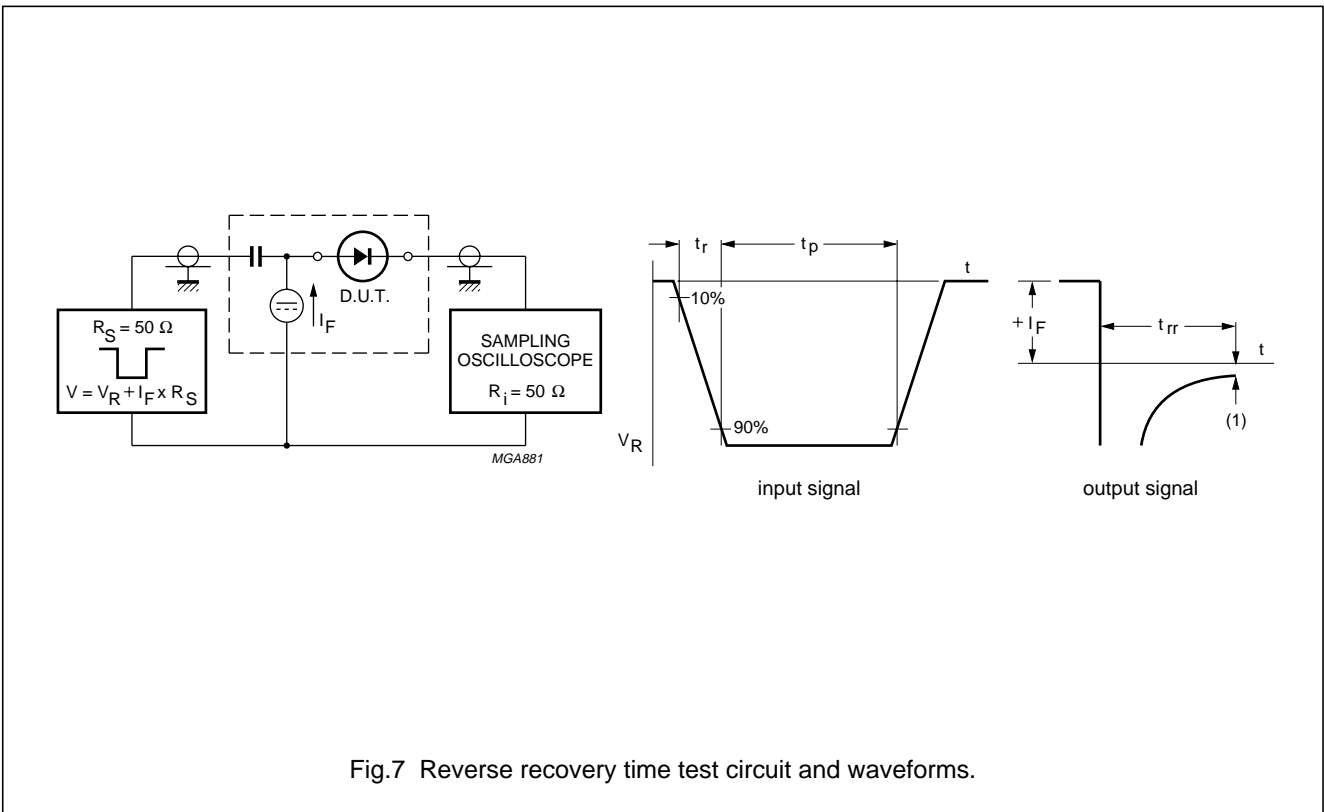 D.U.T.
I_F
R_S = 50 Ω
V = V_R + I_F x R_S
SAMPLING
OSCILLOSCOPE
R_i = 50 Ω
MGA881
t_r
t_p
t
10%
90%
V_R
input signal
+ I_F
t_rr
t
(1)
output signal
Fig.7 Reverse recovery time test circuit and waveforms.